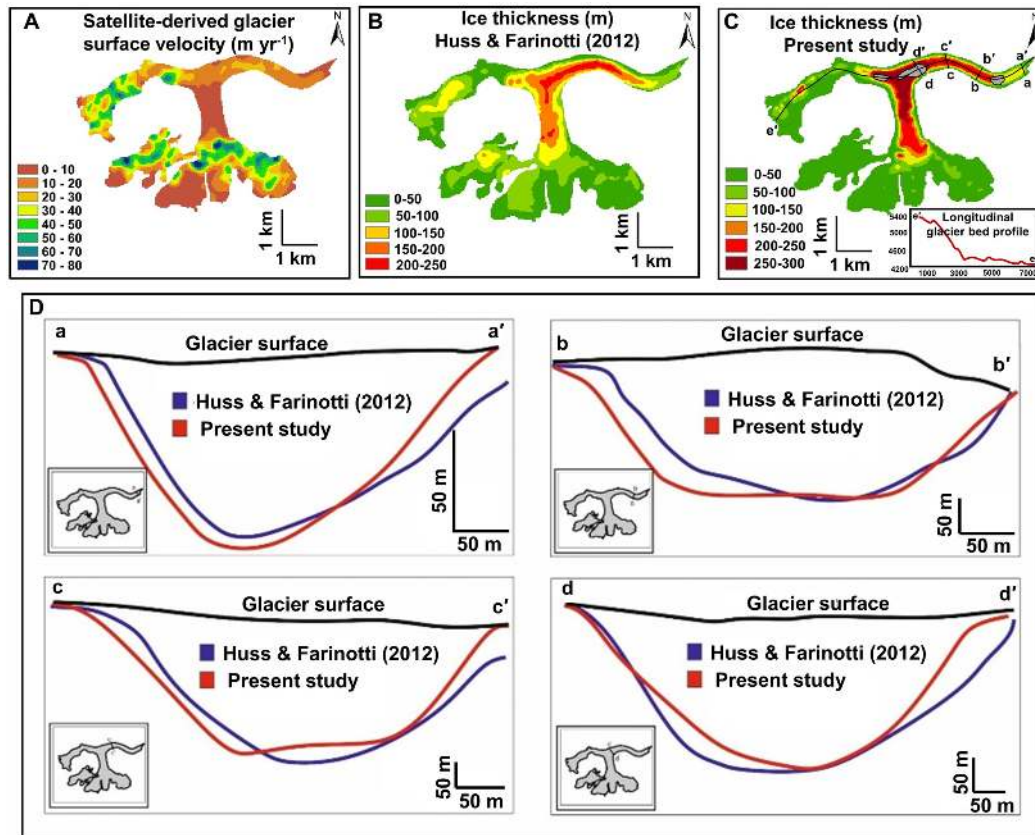 A
Satellite-derived glacier
surface velocity (m yr-1)
N
0 - 10
10 - 20
20 - 30
30 - 40
40 - 50
50 - 60
60 - 70
70 - 80
1 km
1 km
B
Ice thickness (m)
Huss & Farinotti (2012)
N
0-50
50-100
100-150
150-200
200-250
1 km
1 km
C
Ice thickness (m)
Present study
N
d'
c'
b'
a'
d
c
b
a
e'
0-50
50-100
100-150
150-200
200-250
250-300
1 km
1 km
Longitudinal
glacier bed profile
e'
e
5400
5000
4600
4200
1000
3000
5000
7000
D
a
a′
Glacier surface
Huss & Farinotti (2012)
Present study
50 m
50 m
b
b′
Glacier surface
Huss & Farinotti (2012)
Present study
50 m
50 m
c
c′
Glacier surface
Huss & Farinotti (2012)
Present study
50 m
50 m
d
d′
Glacier surface
Huss & Farinotti (2012)
Present study
50 m
50 m